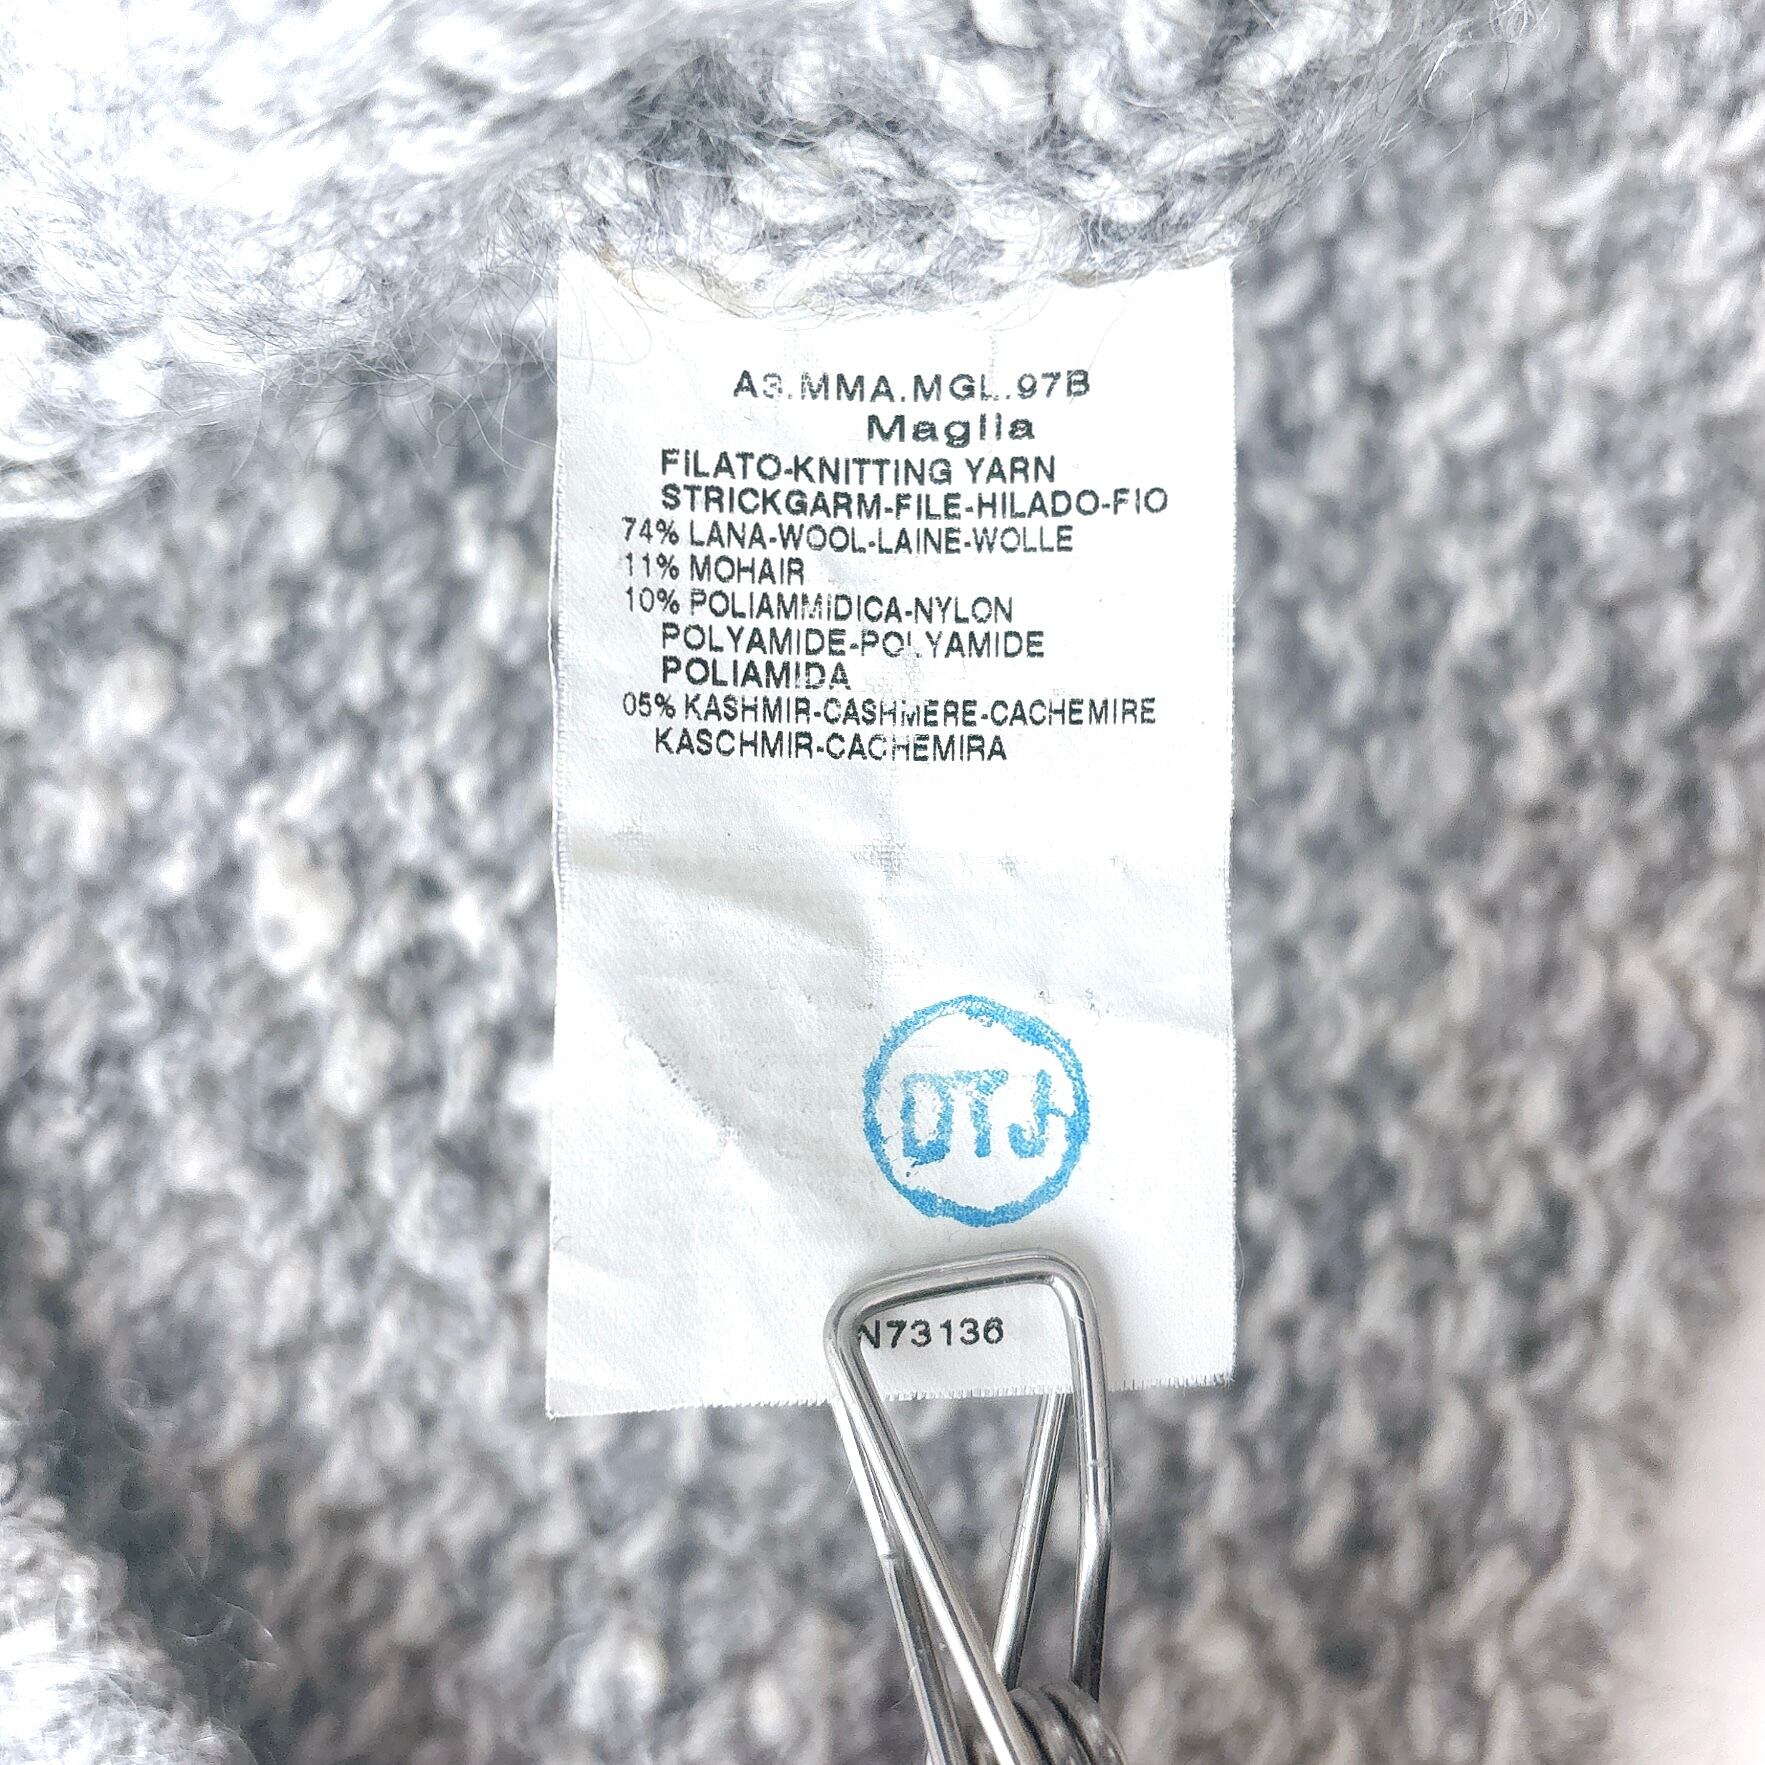 A3.MMA.MGL.97B
Maglia
FILATO-KNITTING YARN
STRICKGARM-FILE-HILADO-FIO
74% LANA-WOOL-LAINE-WOLLE
11% MOHAIR
10% POLIAMMIDICA-NYLON
POLYAMIDE-POLYAMIDE
POLIAMIDA
05% KASHMIR-CASHMERE-CACHEMIRE
KASCHMIR-CACHEMIRA
DTJ
N73136